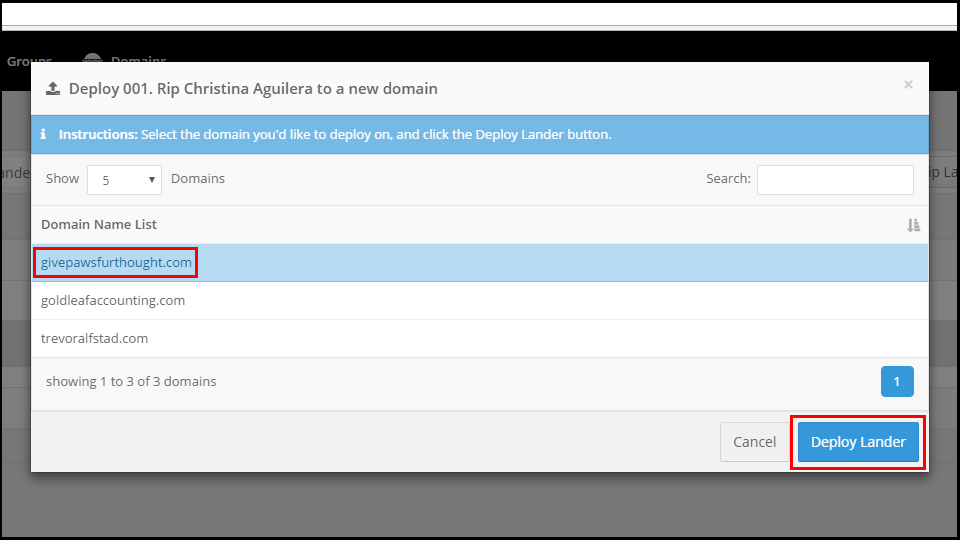 Groups Domains
Deploy 001. Rip Christina Aguilera to a new domain ×
Instructions: Select the domain you'd like to deploy on, and click the Deploy Lander button.
Show 5 Domains Search:
Domain Name List
givepawsfurthought.com
goldleafaccounting.com
trevoralfstad.com
showing 1 to 3 of 3 domains 1
Cancel Deploy Lander